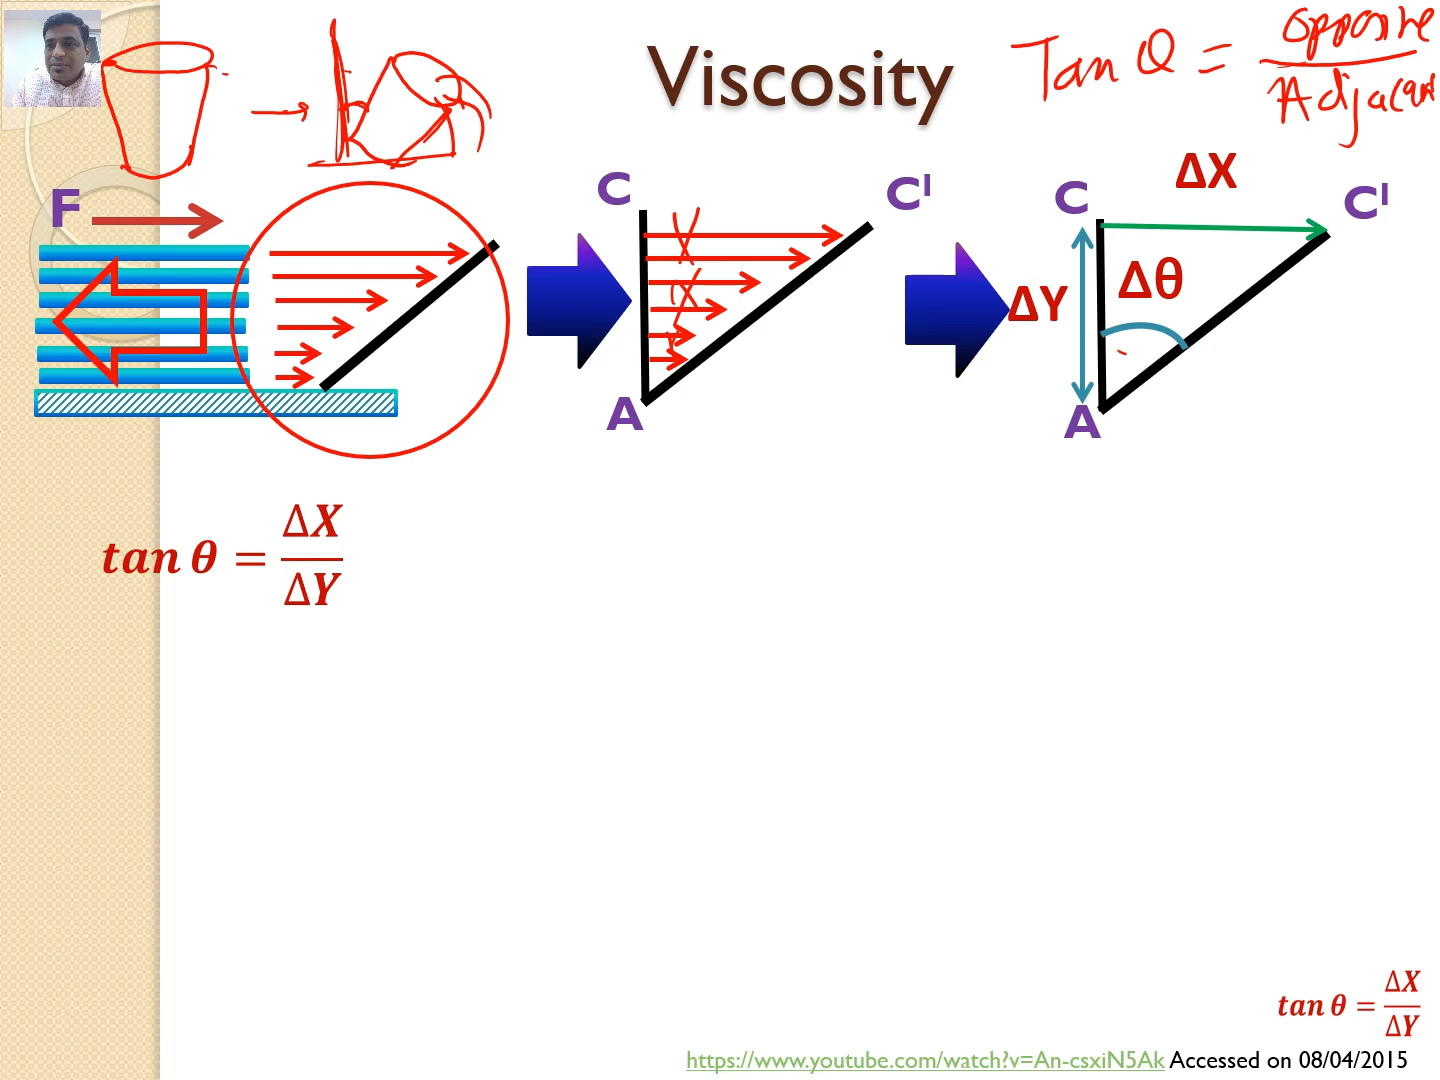 Viscosity
Tan θ = Opposite / Adjacent
F
C
C|
A
ΔX
C
C|
ΔY
Δθ
A
tan θ = ΔX / ΔY
tan θ = ΔX / ΔY
https://www.youtube.com/watch?v=An-csxiN5Ak Accessed on 08/04/2015